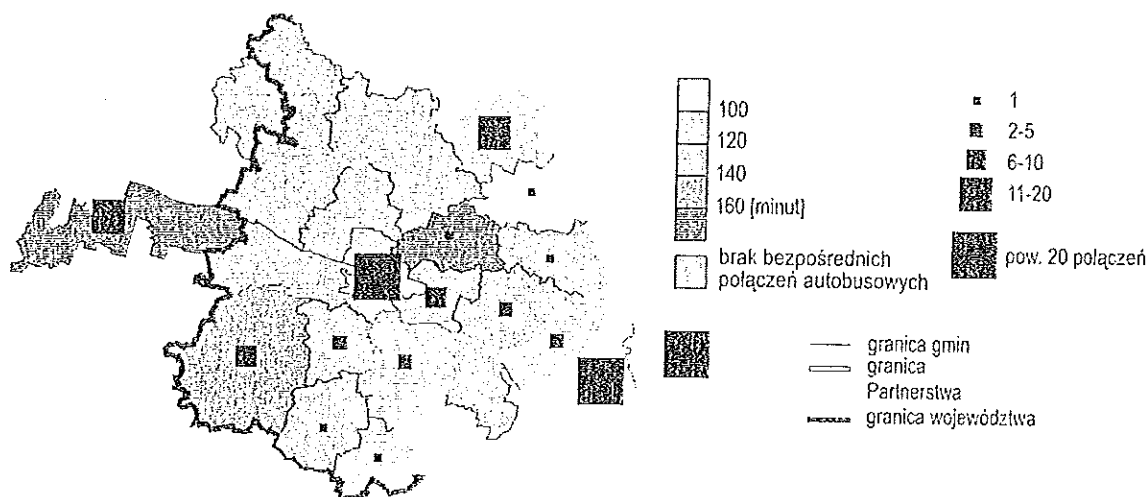 100
120
140
160 [minut]
brak bezpośrednich
połączeń autobusowych
1
2-5
6-10
11-20
pow. 20 połączeń
granica gmin
granica
Partnerstwa
granica województwa